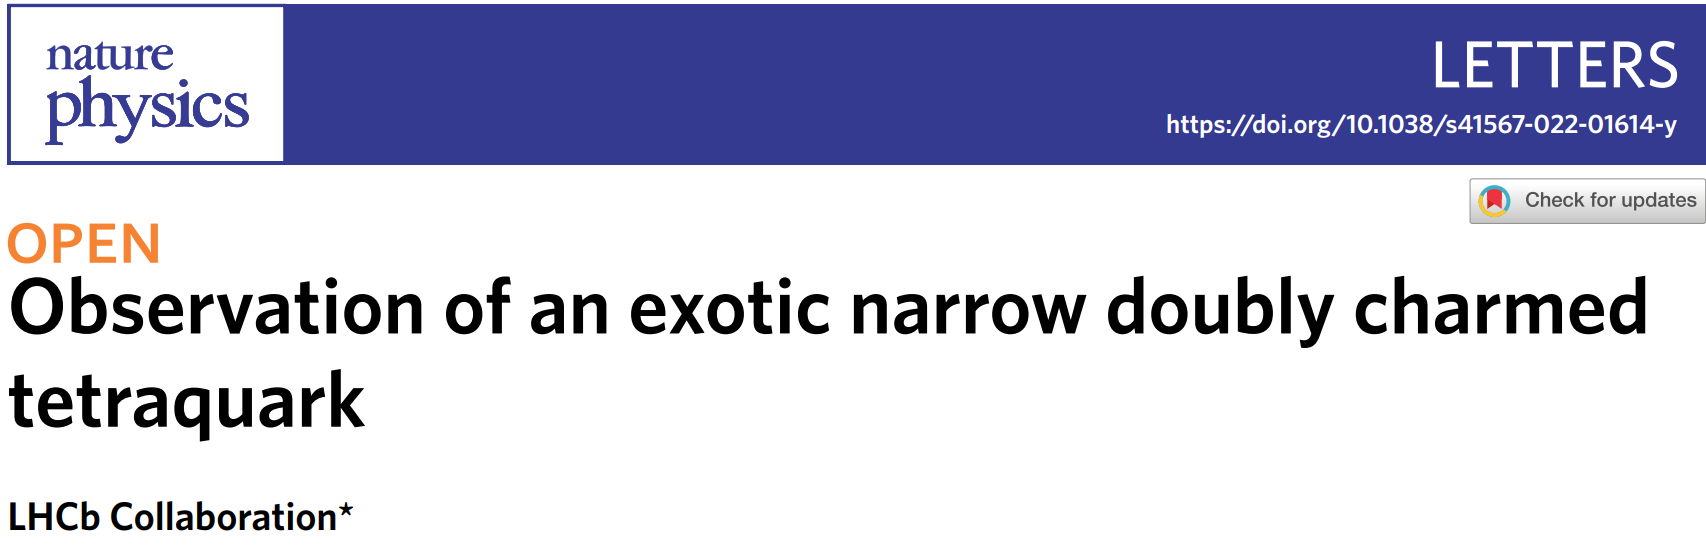 nature
physics
LETTERS
https://doi.org/10.1038/s41567-022-01614-y
Check for updates
OPEN
Observation of an exotic narrow doubly charmed
tetraquark
LHCb Collaboration*